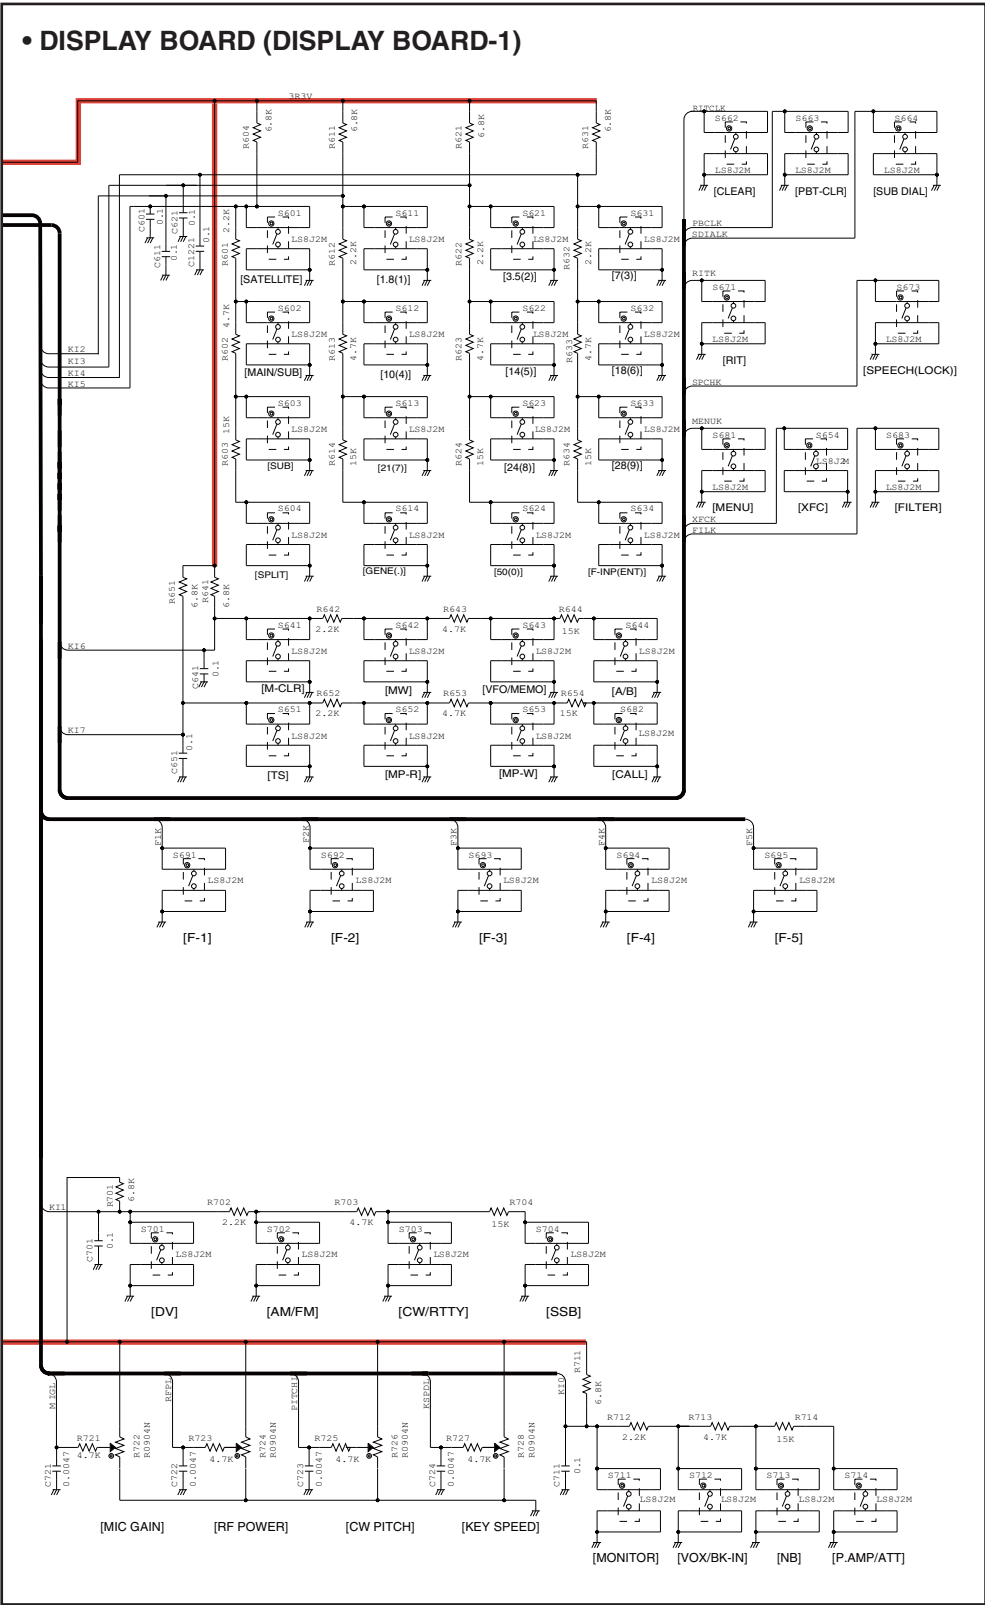 • DISPLAY BOARD (DISPLAY BOARD-1)
3R3V
R604 6.8K
R611 6.8K
R621 6.8K
R631 6.8K
RITCLK
S662 LS8J2M [CLEAR]
S663 LS8J2M [PBT-CLR]
S664 LS8J2M [SUB DIAL]
C601 0.1
C611 0.1
C621 0.1
C1221 0.1
R601 2.2K
S601 LS8J2M [SATELLITE]
R612 2.2K
S611 LS8J2M [1.8(1)]
R622 2.2K
S621 LS8J2M [3.5(2)]
R632 2.2K
S631 LS8J2M [7(3)]
PBCLK
SDIALK
RITK
S671 LS8J2M [RIT]
S673 LS8J2M [SPEECH(LOCK)]
R602 4.7K
S602 LS8J2M [MAIN/SUB]
R613 4.7K
S612 LS8J2M [10(4)]
R623 4.7K
S622 LS8J2M [14(5)]
R633 4.7K
S632 LS8J2M [18(6)]
KI2
KI3
KI4
KI5
SPCHK
R603 15K
S603 LS8J2M [SUB]
R614 15K
S613 LS8J2M [21(7)]
R624 15K
S623 LS8J2M [24(8)]
R634 15K
S633 LS8J2M [28(9)]
MENUK
S681 LS8J2M [MENU]
S654 LS8J2M [XFC]
S683 LS8J2M [FILTER]
S604 LS8J2M [SPLIT]
S614 LS8J2M [GENE(.)]
S624 LS8J2M [50(0)]
S634 LS8J2M [F-INP(ENT)]
XFCK
FILK
R651 6.8K
R641 6.8K
R642 2.2K
R643 4.7K
R644 15K
KI6
C641 0.1
S641 LS8J2M [M-CLR]
S642 LS8J2M [MW]
S643 LS8J2M [VFO/MEMO]
S644 LS8J2M [A/B]
R652 2.2K
R653 4.7K
R654 15K
KI7
C651 0.1
S651 LS8J2M [TS]
S652 LS8J2M [MP-R]
S653 LS8J2M [MP-W]
S682 LS8J2M [CALL]
F1K
F2K
F3K
F4K
F5K
S691 LS8J2M [F-1]
S692 LS8J2M [F-2]
S693 LS8J2M [F-3]
S694 LS8J2M [F-4]
S695 LS8J2M [F-5]
R701 6.8K
KI1
R702 2.2K
R703 4.7K
R704 15K
C701 0.1
S701 LS8J2M [DV]
S702 LS8J2M [AM/FM]
S703 LS8J2M [CW/RTTY]
S704 LS8J2M [SSB]
MIGL
RFPL
PITCHL
KSPDL
KI0
R711 6.8K
R721 4.7K
R722 R0904N
C721 0.0047
[MIC GAIN]
R723 4.7K
R724 R0904N
C722 0.0047
[RF POWER]
R725 4.7K
R726 R0904N
C723 0.0047
[CW PITCH]
R727 4.7K
R728 R0904N
C724 0.0047
[KEY SPEED]
C711 0.1
R712 2.2K
R713 4.7K
R714 15K
S711 LS8J2M [MONITOR]
S712 LS8J2M [VOX/BK-IN]
S713 LS8J2M [NB]
S714 LS8J2M [P.AMP/ATT]